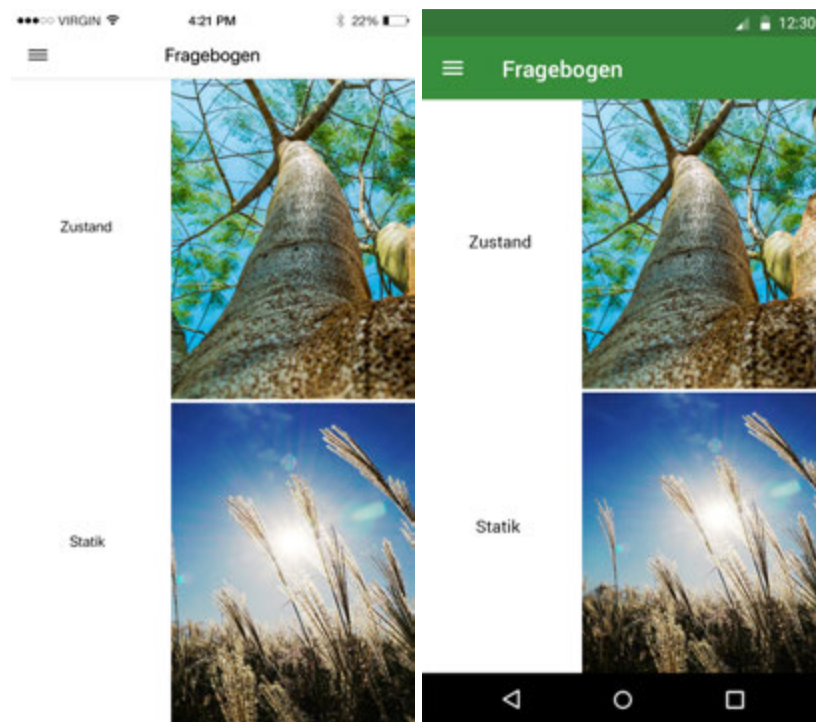 VIRGIN 4:21 PM 22%
Fragebogen
Zustand
Statik
12:30
Fragebogen
Zustand
Statik